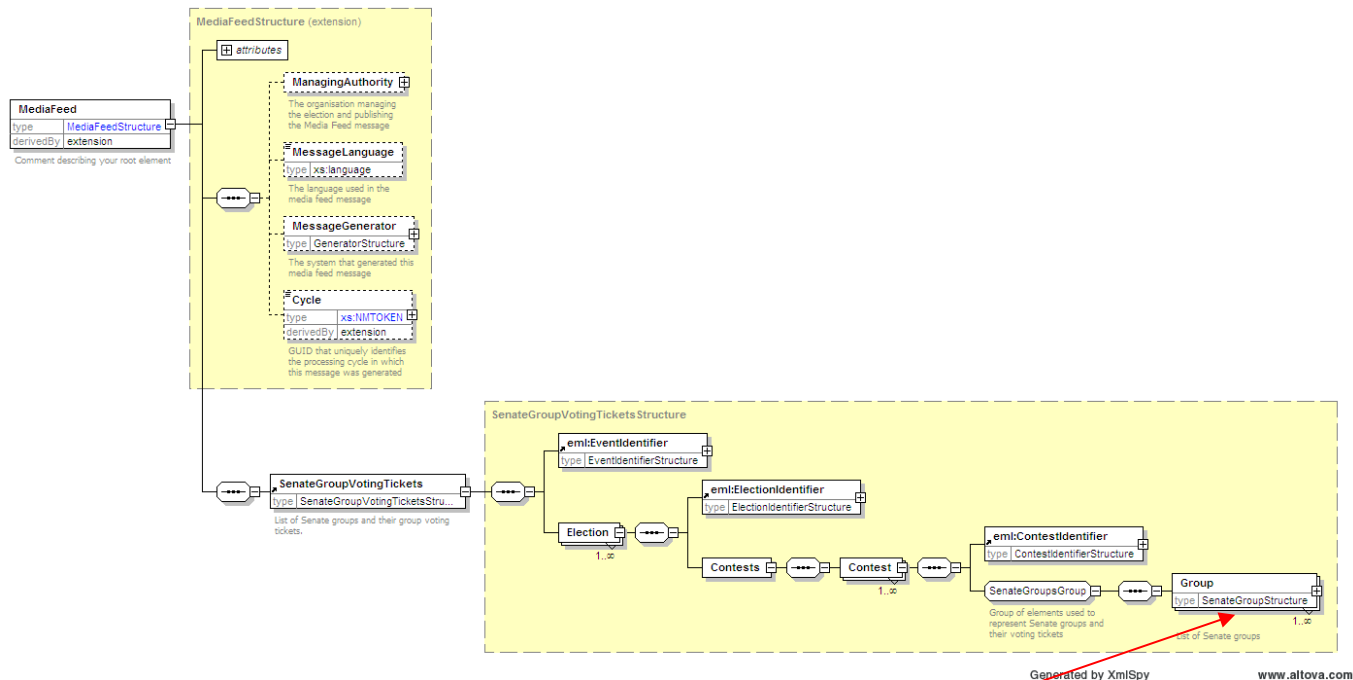 MediaFeedStructure (extension)
attributes
ManagingAuthority
The organisation managing
the election and publishing
the Media Feed message
MediaFeed
type MediaFeedStructure
derivedBy extension
Comment describing your root element
MessageLanguage
type xs:language
The language used in the
media feed message
MessageGenerator
type GeneratorStructure
The system that generated this
media feed message
Cycle
type xs:NMTOKEN
derivedBy extension
GUID that uniquely identifies
the processing cycle in which
this message was generated
SenateGroupVotingTicketsStructure
eml:EventIdentifier
type EventIdentifierStructure
SenateGroupVotingTickets
type SenateGroupVotingTicketsStru...
List of Senate groups and their group voting
tickets.
eml:ElectionIdentifier
type ElectionIdentifierStructure
Election
1..∞
eml:ContestIdentifier
type ContestIdentifierStructure
Contests
Contest
1..∞
SenateGroupsGroup
Group of elements used to
represent Senate groups and
their voting tickets
Group
type SenateGroupStructure
1..∞
List of Senate groups
Generated by XmlSpy
www.altova.com